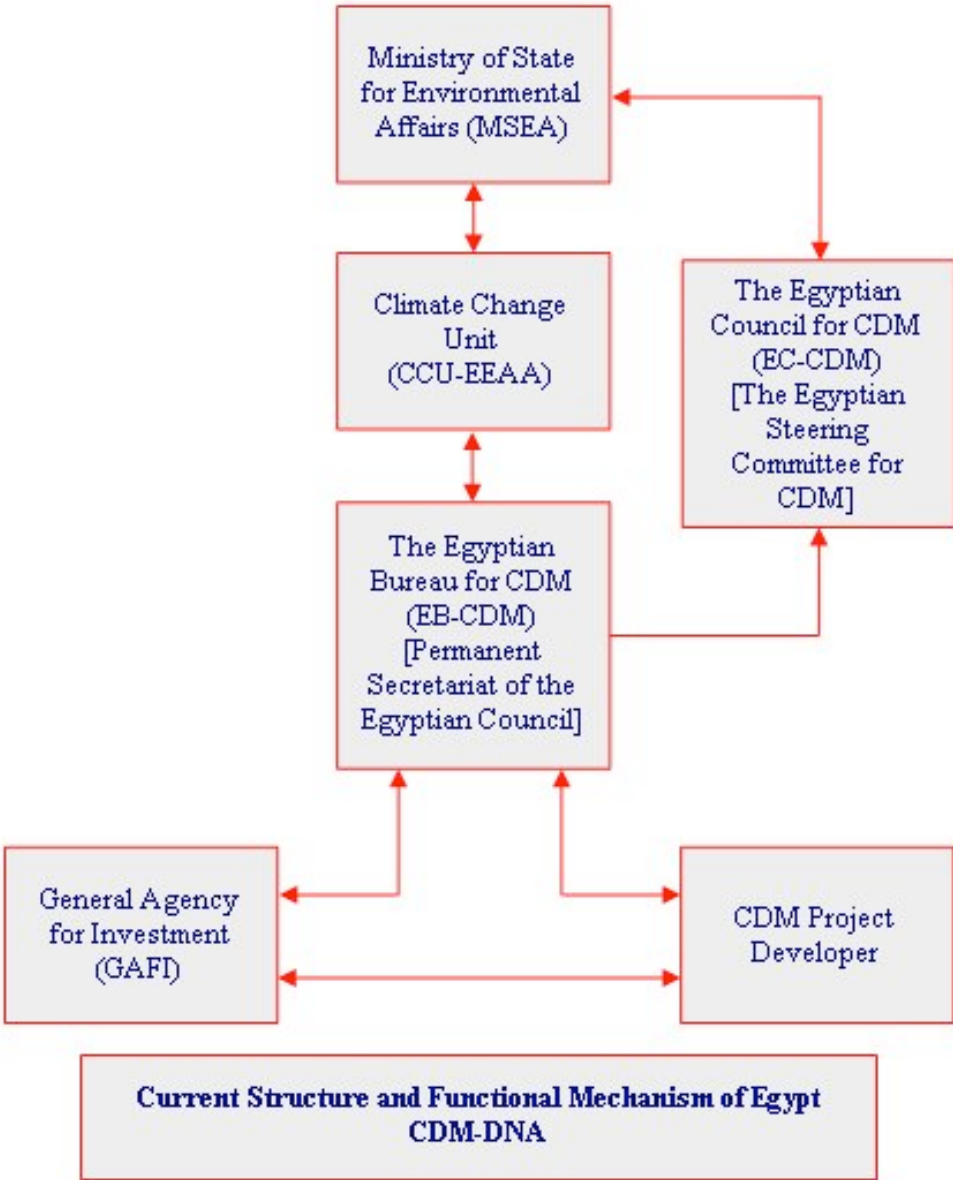 Ministry of State
for Environmental
Affairs (MSEA)
Climate Change
Unit
(CCU-EEAA)
The Egyptian
Council for CDM
(EC-CDM)
[The Egyptian
Steering
Committee for
CDM]
The Egyptian
Bureau for CDM
(EB-CDM)
[Permanent
Secretariat of the
Egyptian Council]
General Agency
for Investment
(GAFI)
CDM Project
Developer
Current Structure and Functional Mechanism of Egypt
CDM-DNA